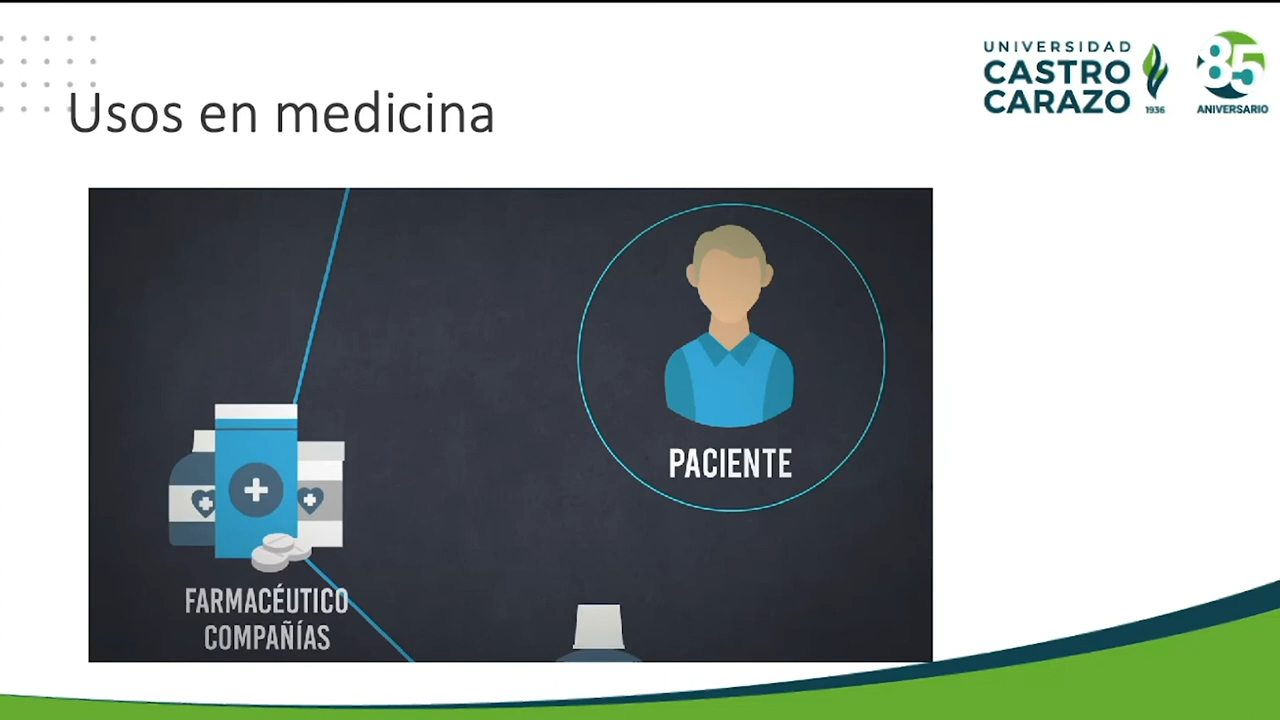 UNIVERSIDAD
CASTRO
CARAZO
1936
85
ANIVERSARIO
Usos en medicina
PACIENTE
FARMACÉUTICO
COMPAÑÍAS